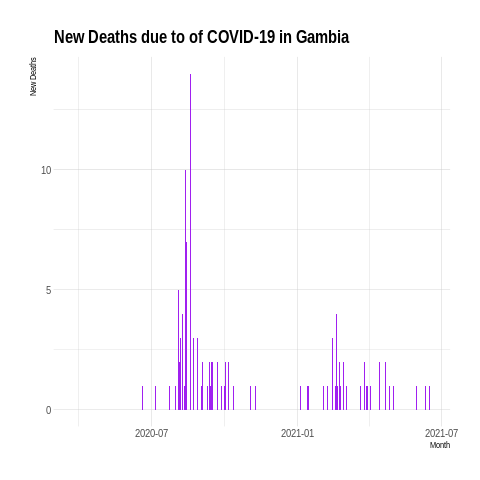 New Deaths due to of COVID-19 in Gambia
New Deaths
10
5
0
2020-07
2021-01
2021-07
Month